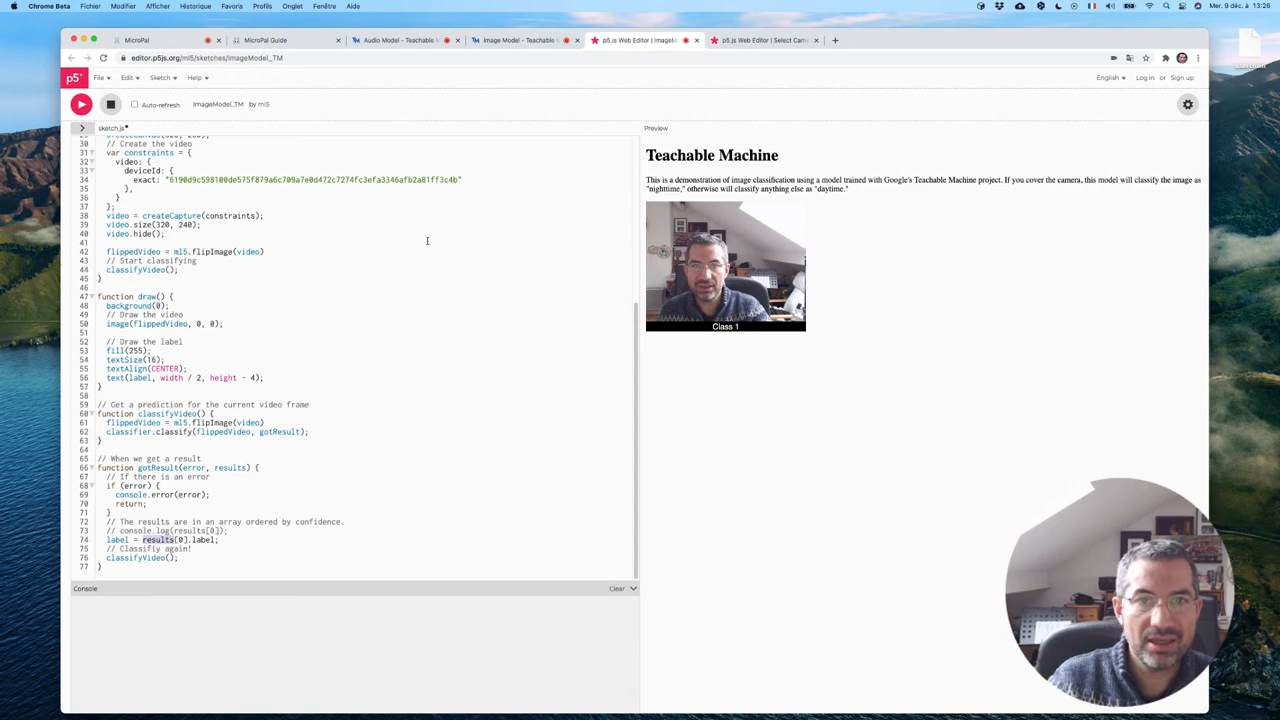 Chrome Beta Fichier Modifier Afficher Historique Favoris Profils Onglet Fenêtre Aide Mer. 9 déc. à 13:26
MicroPal MicroPal Guide Audio Model - Teachable Image Model - Teachable p5.js Web Editor | ImageM p5.js Web Editor | Select Came
editor.p5js.org/ml5/sketches/ImageModel_TM
p5* File Edit Sketch Help English Log in or Sign up
Auto-refresh ImageModel_TM by ml5
sketch.js Preview
30 // Create the video
31 var constraints = {
32 video: {
33 deviceId: {
34 exact: "6190d9c598100de575f879a6c709a7e0d472c7274fc3efa3346afb2a81ff3c4b"
35 },
36 }
37 };
38 video = createCapture(constraints);
39 video.size(320, 240);
40 video.hide();
41
42 flippedVideo = ml5.flipImage(video)
43 // Start classifying
44 classifyVideo();
45 }
46
47 function draw() {
48 background(0);
49 // Draw the video
50 image(flippedVideo, 0, 0);
51
52 // Draw the label
53 fill(255);
54 textSize(16);
55 textAlign(CENTER);
56 text(label, width / 2, height - 4);
57 }
58
59 // Get a prediction for the current video frame
60 function classifyVideo() {
61 flippedVideo = ml5.flipImage(video)
62 classifier.classify(flippedVideo, gotResult);
63 }
64
65 // When we get a result
66 function gotResult(error, results) {
67 // If there is an error
68 if (error) {
69 console.error(error);
70 return;
71 }
72 // The results are in an array ordered by confidence.
73 // console.log(results[0]);
74 label = results[0].label;
75 // Classifiy again!
76 classifyVideo();
77 }
Console Clear
Teachable Machine
This is a demonstration of image classification using a model trained with Google's Teachable Machine project. If you cover the camera, this model will classify the image as
"nighttime," otherwise will classify anything else as "daytime."
Class 1